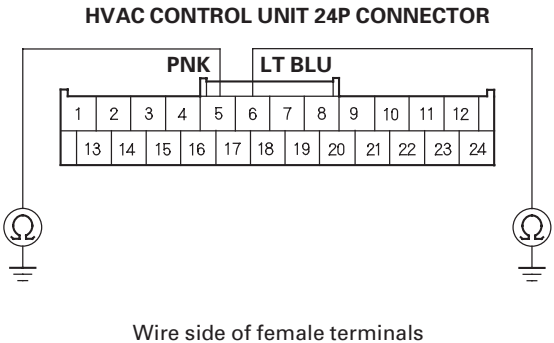 HVAC CONTROL UNIT 24P CONNECTOR
PNK LT BLU
1 2 3 4 5 6 7 8 9 10 11 12
13 14 15 16 17 18 19 20 21 22 23 24
Ω Ω
Wire side of female terminals